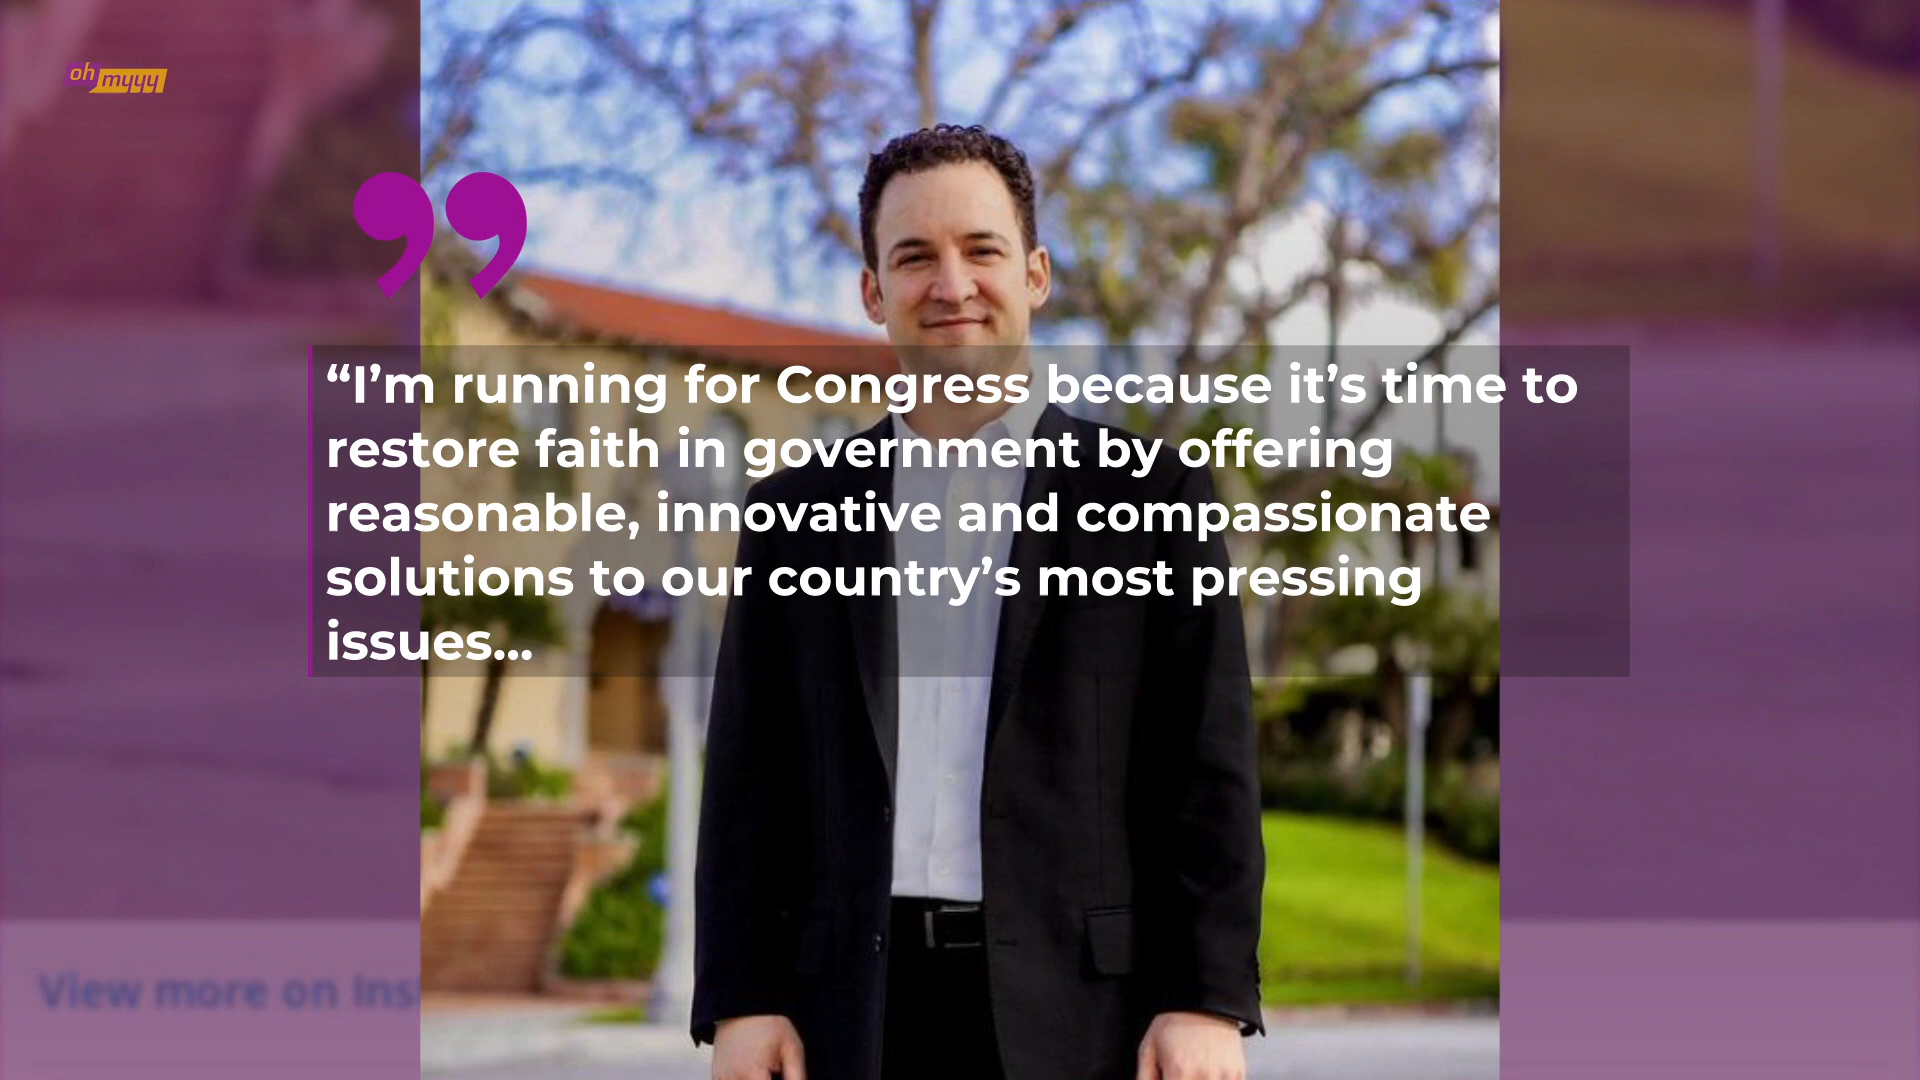 oh
myyy
“I’m running for Congress because it’s time to
restore faith in government by offering
reasonable, innovative and compassionate
solutions to our country’s most pressing
issues...
View more on Inst